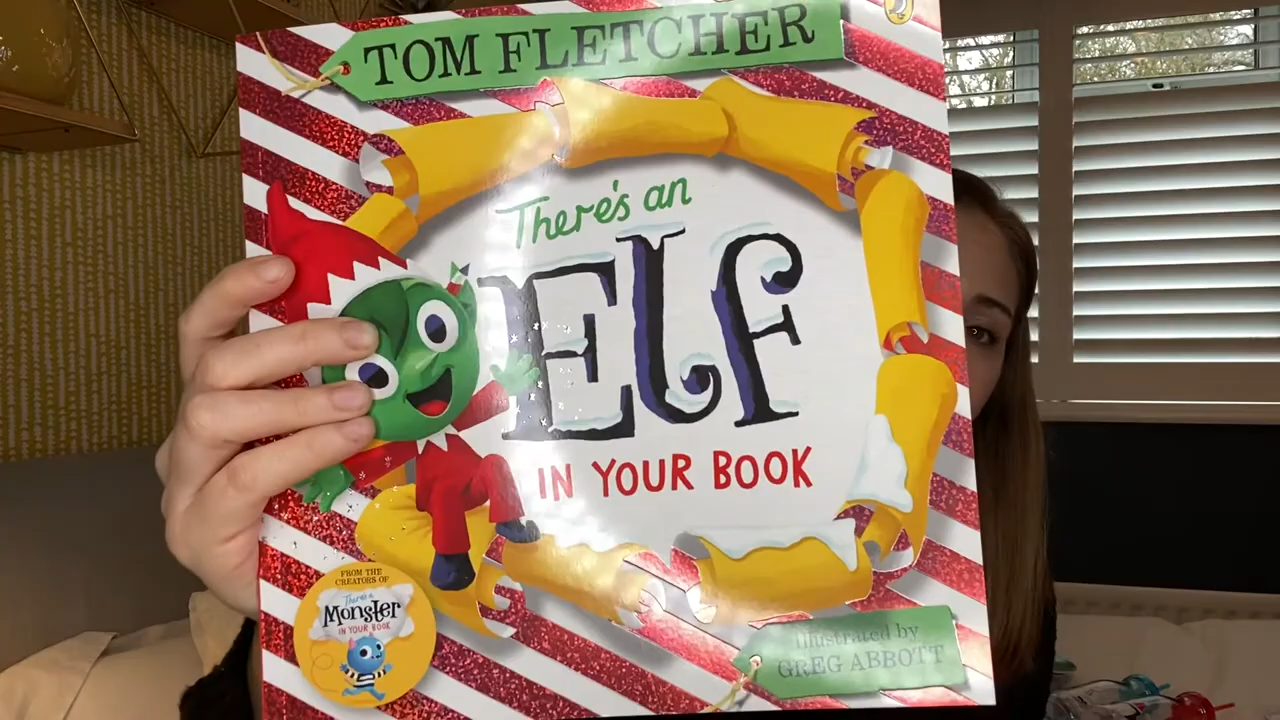 TOM FLETCHER
There's an
Elf
IN YOUR BOOK
FROM THE
CREATORS OF
There's a
Monster
IN YOUR BOOK
Illustrated by
GREG ABBOTT